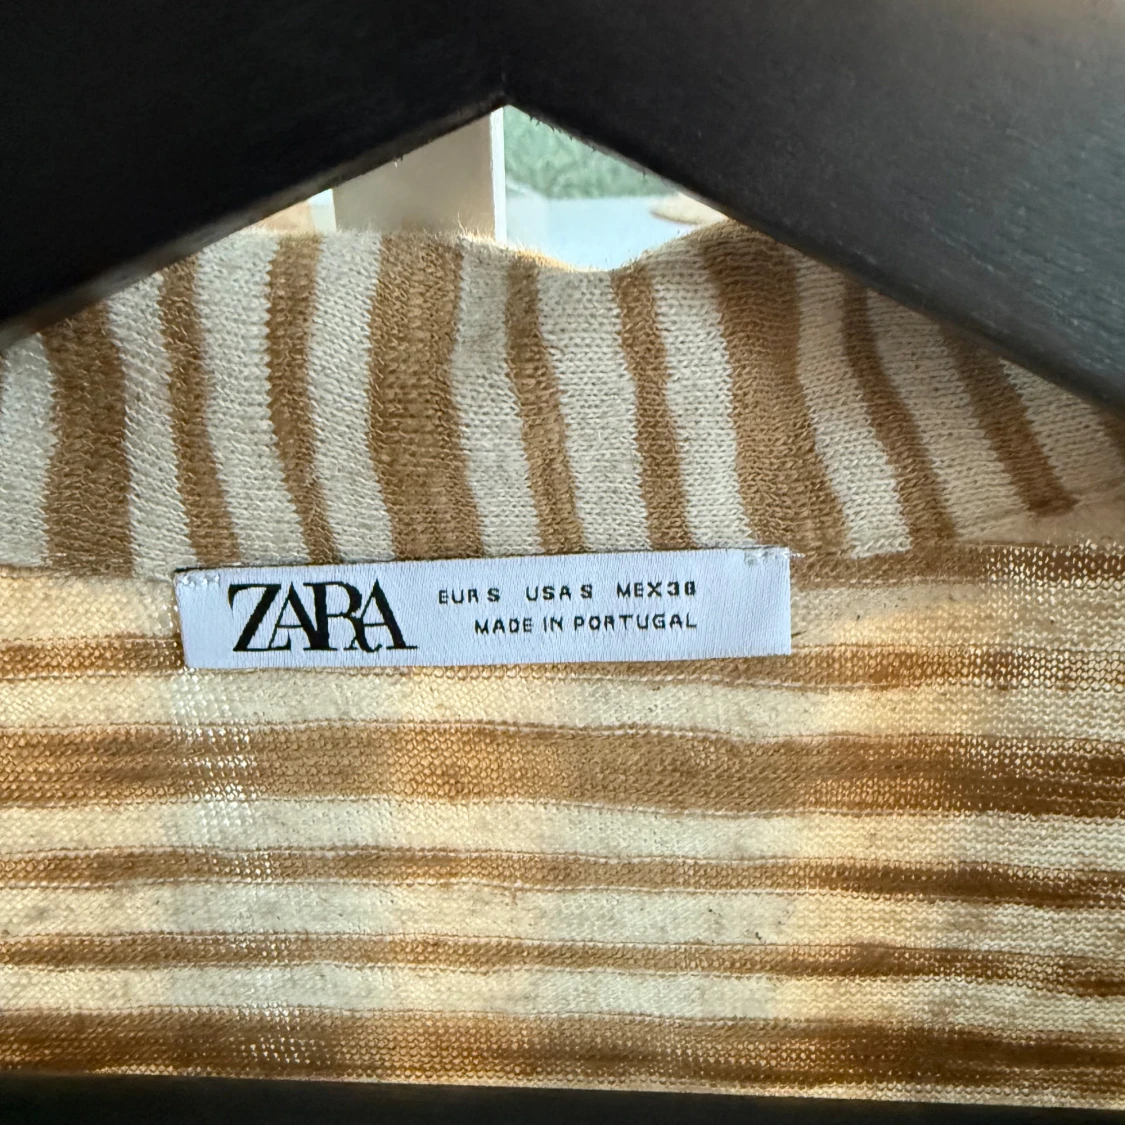 ZARA
EUR S USA S MEX 38
MADE IN PORTUGAL